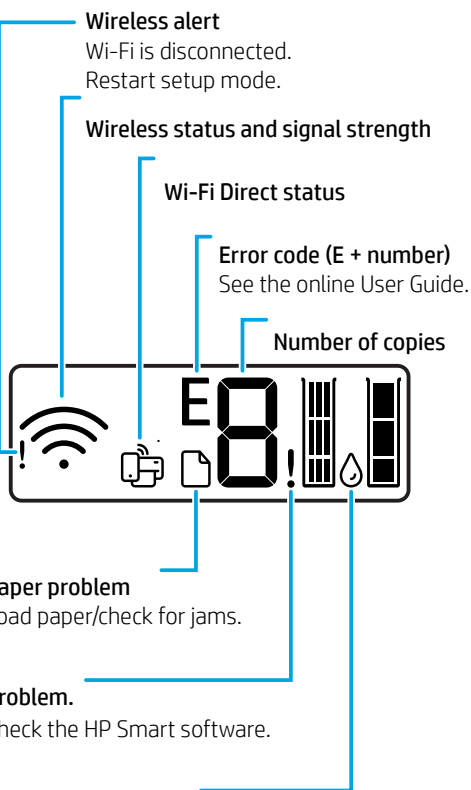 Wireless alert
Wi-Fi is disconnected.
Restart setup mode.
Wireless status and signal strength
Wi-Fi Direct status
Error code (E + number)
See the online User Guide.
Number of copies
E8
!
!
aper problem
oad paper/check for jams.
roblem.
heck the HP Smart software.